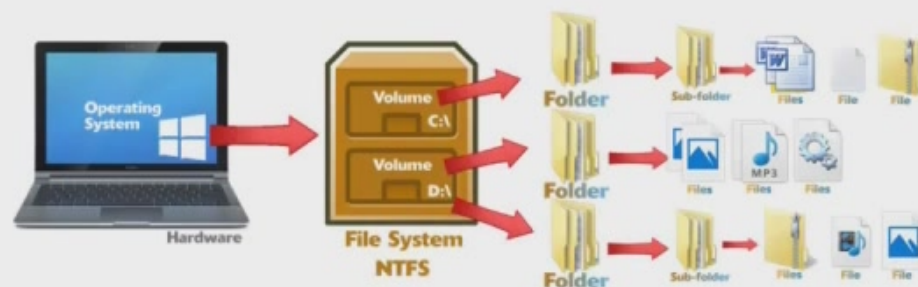 Operating
System
Hardware
Volume
C:\
Volume
D:\
File System
NTFS
Folder
Sub-folder
Files
File
File
Folder
Files
MP3
Files
Files
Folder
Sub-folder
Files
File
File